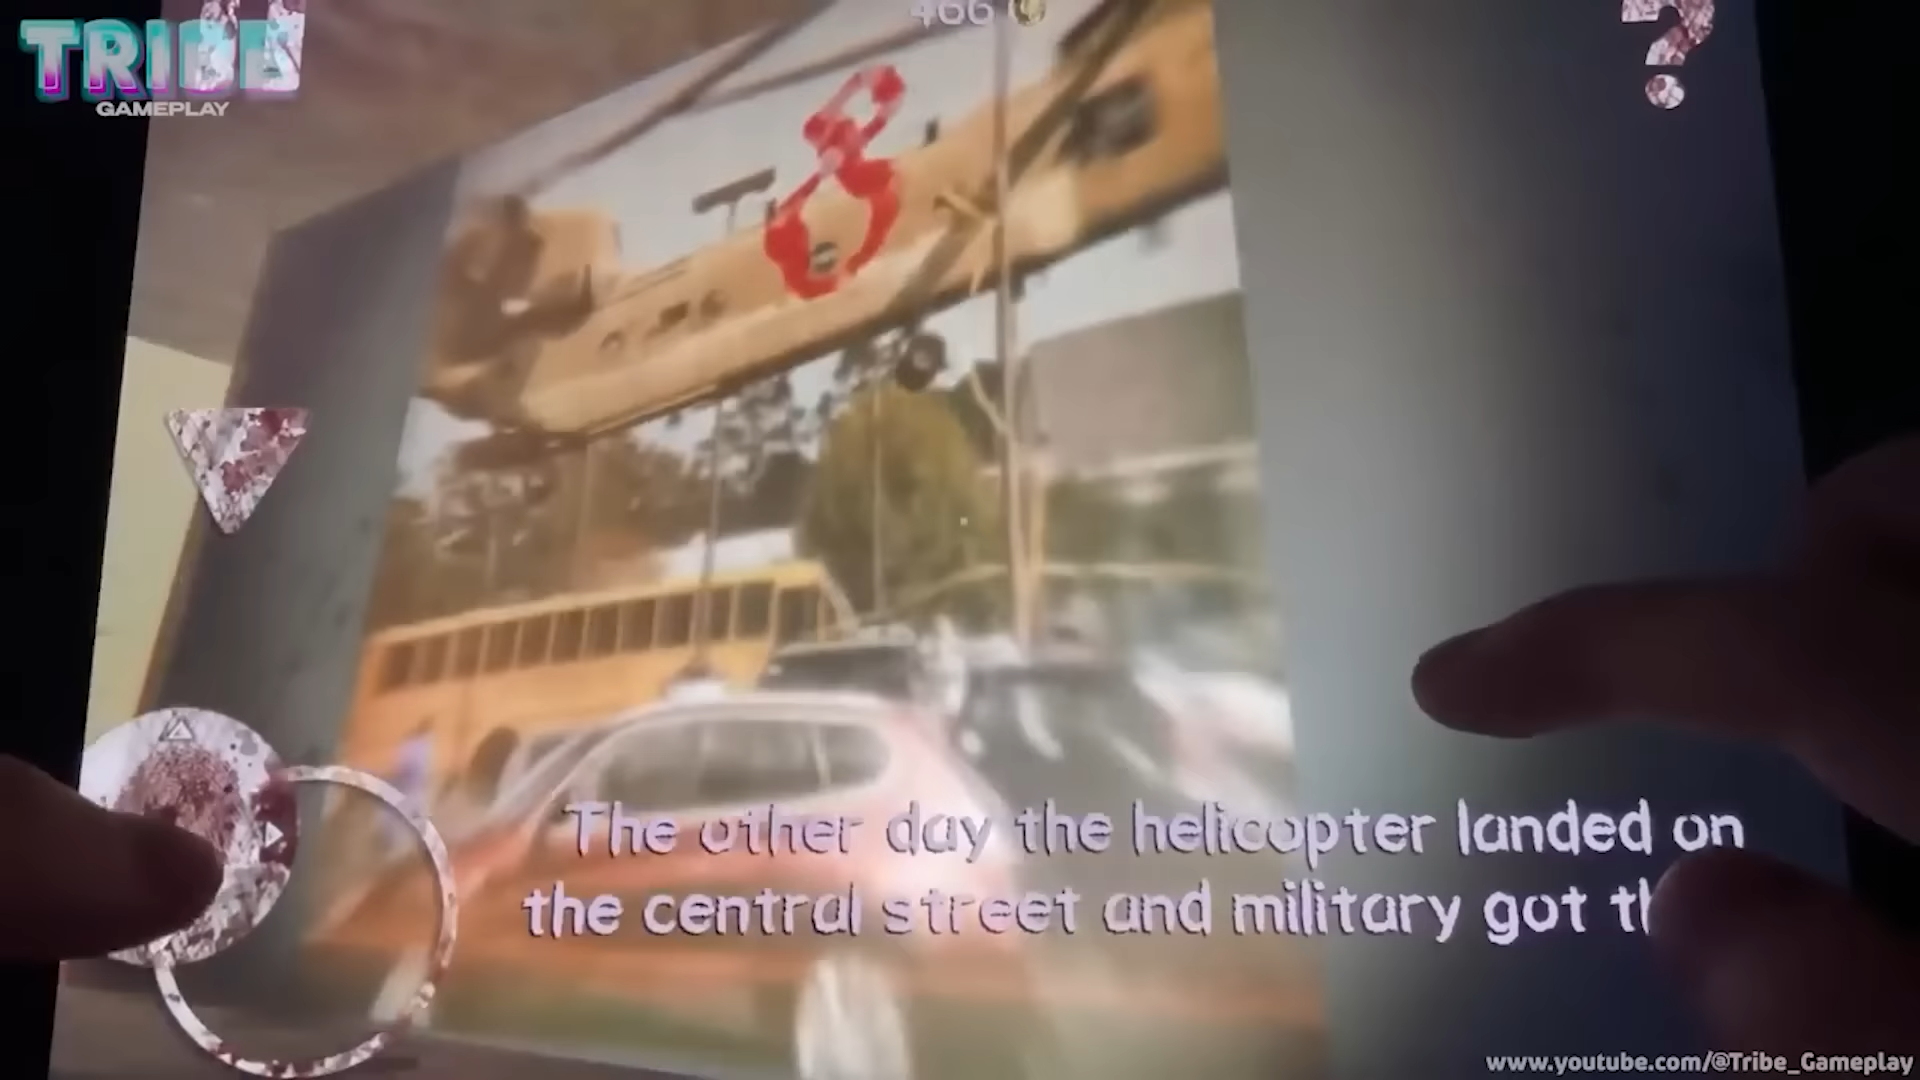 TRIBE
GAMEPLAY
466
?
8
The other day the helicopter landed on
the central street and military got
www.youtube.com/@Tribe_Gameplay